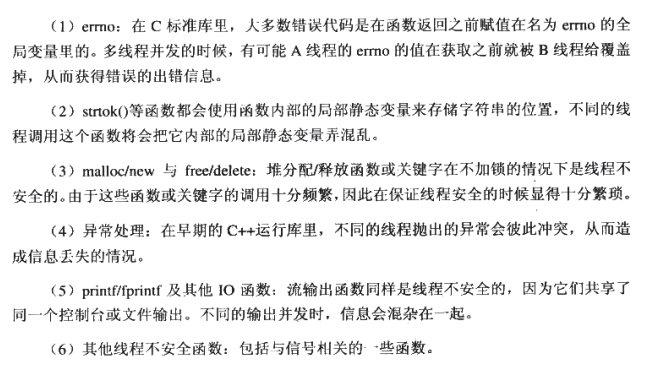 （1）errno：在 C 标准库里，大多数错误代码是在函数返回之前赋值在名为 errno 的全
局变量里的。多线程并发的时候，有可能 A 线程的 errno 的值在获取之前就被 B 线程给覆盖
掉，从而获得错误的出错信息。
（2）strtok()等函数都会使用函数内部的局部静态变量来存储字符串的位置，不同的线
程调用这个函数将会把它内部的局部静态变量弄混乱。
（3）malloc/new 与 free/delete：堆分配/释放函数或关键字在不加锁的情况下是线程不
安全的。由于这些函数或关键字的调用十分频繁，因此在保证线程安全的时候显得十分繁琐。
（4）异常处理：在早期的 C++运行库里，不同的线程抛出的异常会彼此冲突，从而造
成信息丢失的情况。
（5）printf/fprintf 及其他 IO 函数：流输出函数同样是线程不安全的，因为它们共享了
同一个控制台或文件输出。不同的输出并发时，信息会混杂在一起。
（6）其他线程不安全函数：包括与信号相关的一些函数。